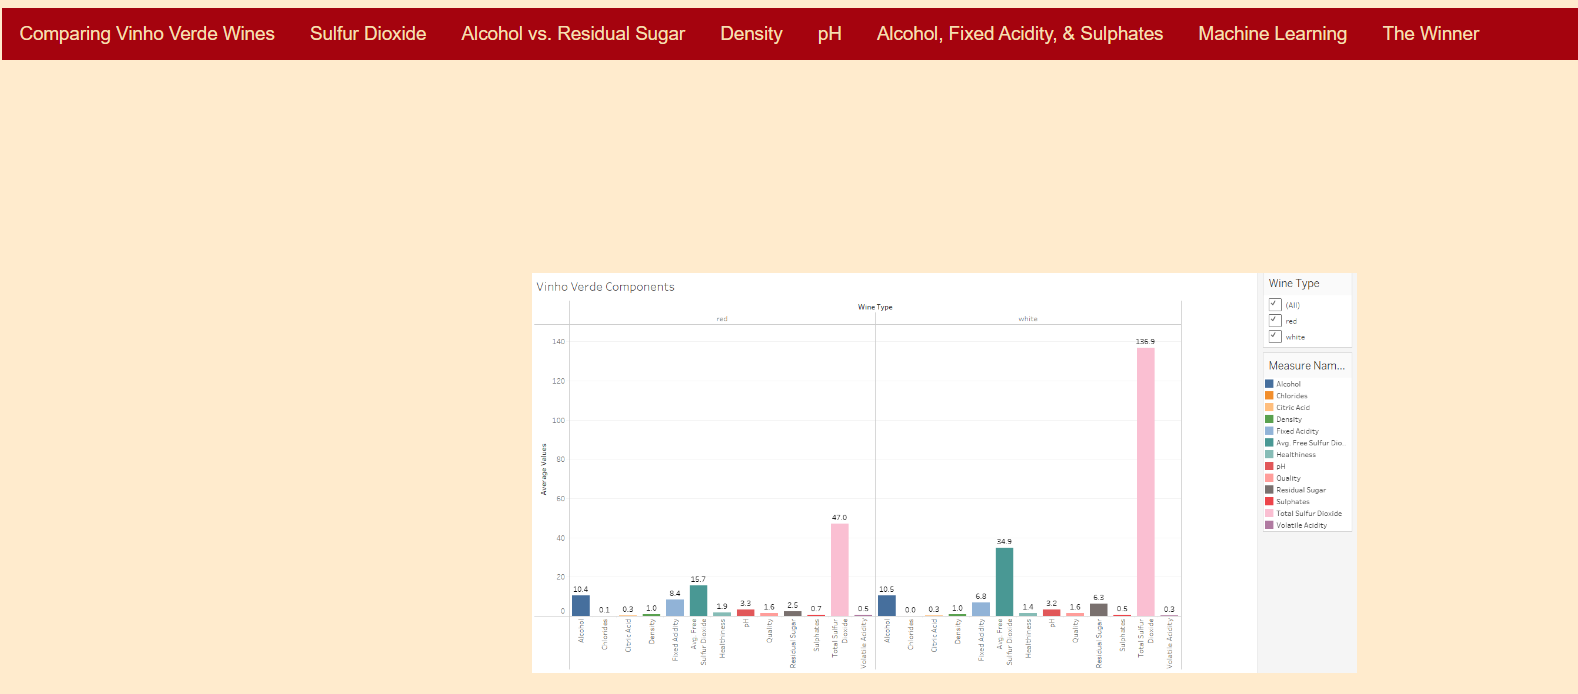 Comparing Vinho Verde Wines Sulfur Dioxide Alcohol vs. Residual Sugar Density pH Alcohol, Fixed Acidity, & Sulphates Machine Learning The Winner
Vinho Verde Components
Wine Type
red white
140
120
100
80
60
40
20
0
Average Values
10.4 0.1 0.3 1.0 8.4 15.7 1.9 3.3 1.6 2.5 0.7 47.0 0.5
10.5 0.0 0.3 1.0 6.8 34.9 1.4 3.2 1.6 6.3 0.5 136.9 0.3
Alcohol
Chlorides
Citric Acid
Density
Fixed Acidity
Avg. Free
Sulfur Dioxide
Healthiness
pH
Quality
Residual Sugar
Sulphates
Total Sulfur
Dioxide
Volatile Acidity
Alcohol
Chlorides
Citric Acid
Density
Fixed Acidity
Avg. Free
Sulfur Dioxide
Healthiness
pH
Quality
Residual Sugar
Sulphates
Total Sulfur
Dioxide
Volatile Acidity
Wine Type
(All)
red
white
Measure Nam...
Alcohol
Chlorides
Citric Acid
Density
Fixed Acidity
Avg. Free Sulfur Dio..
Healthiness
pH
Quality
Residual Sugar
Sulphates
Total Sulfur Dioxide
Volatile Acidity